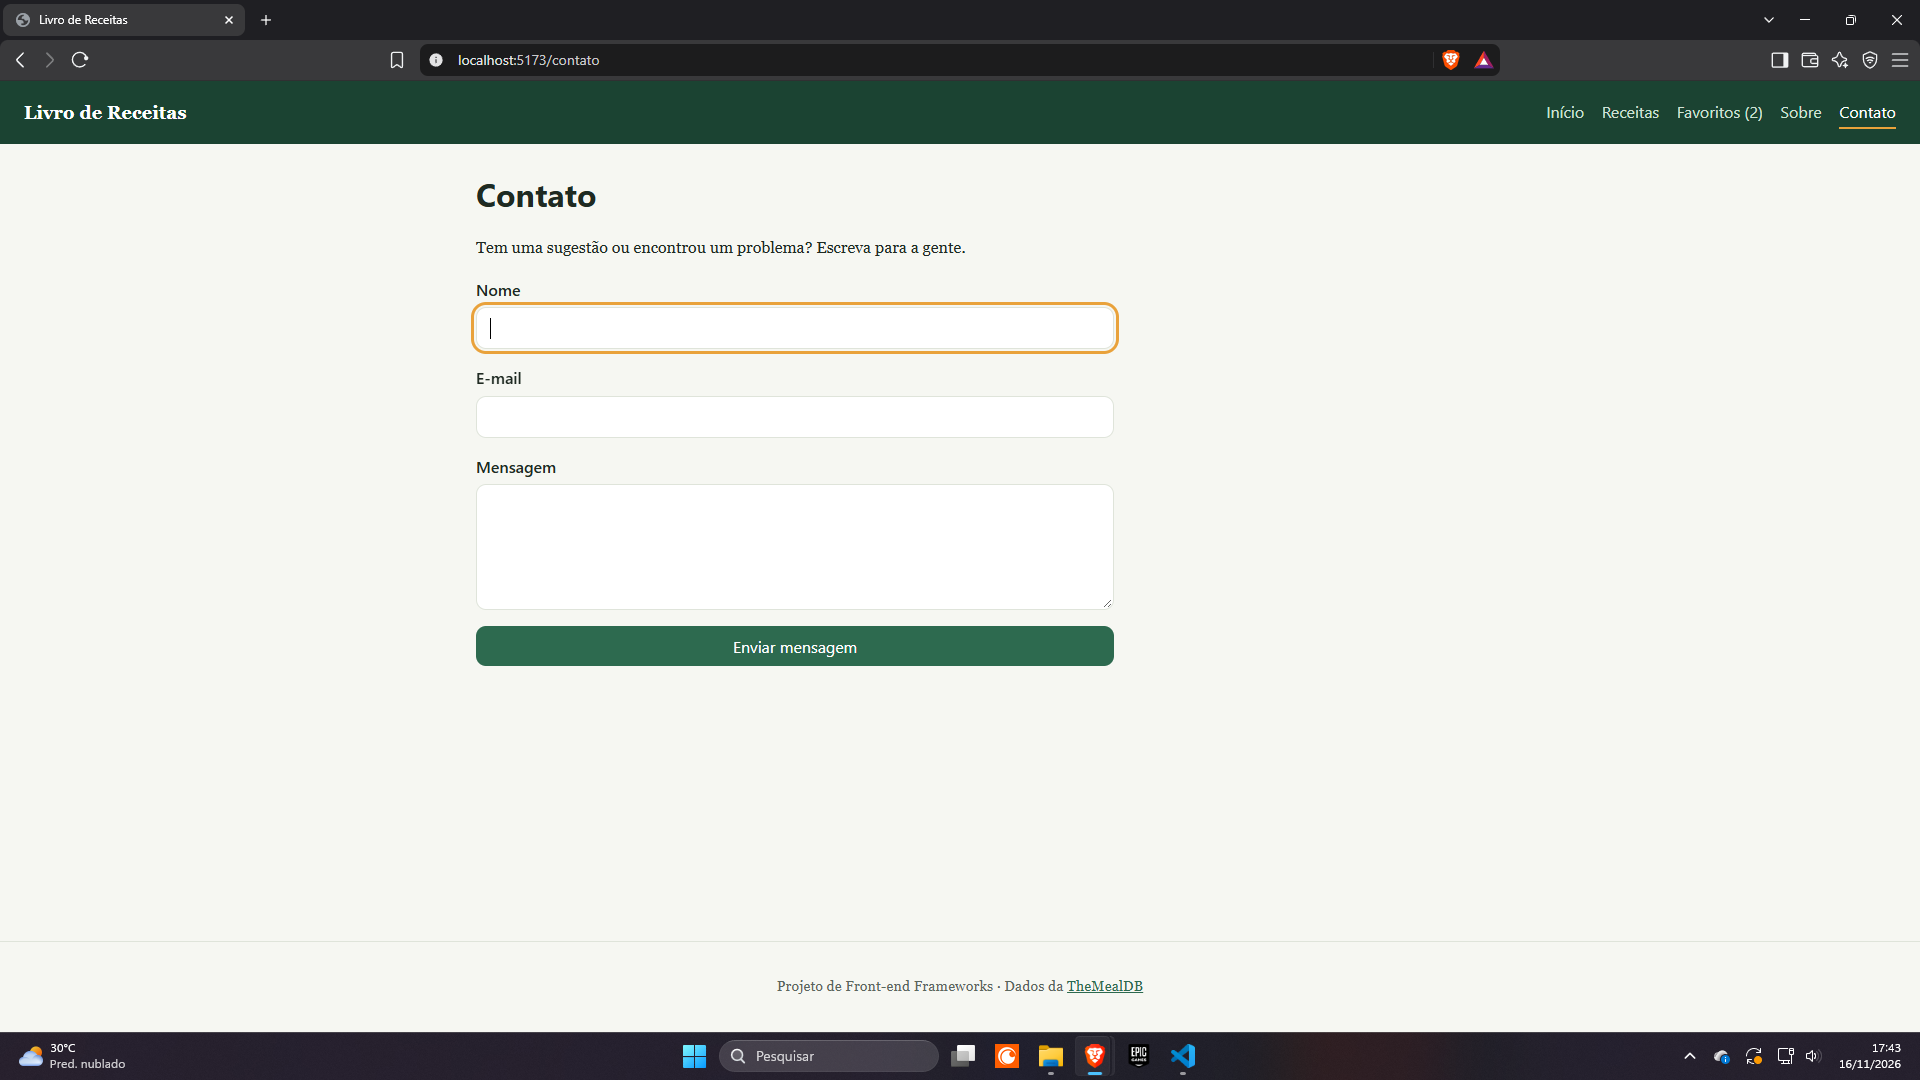 Livro de Receitas
localhost:5173/contato
Livro de Receitas
Início Receitas Favoritos (2) Sobre Contato
Contato
Tem uma sugestão ou encontrou um problema? Escreva para a gente.
Nome
E-mail
Mensagem
Enviar mensagem
Projeto de Front-end Frameworks · Dados da TheMealDB
30°C
Pred. nublado
Pesquisar
EPIC
GAMES
17:43
16/11/2026